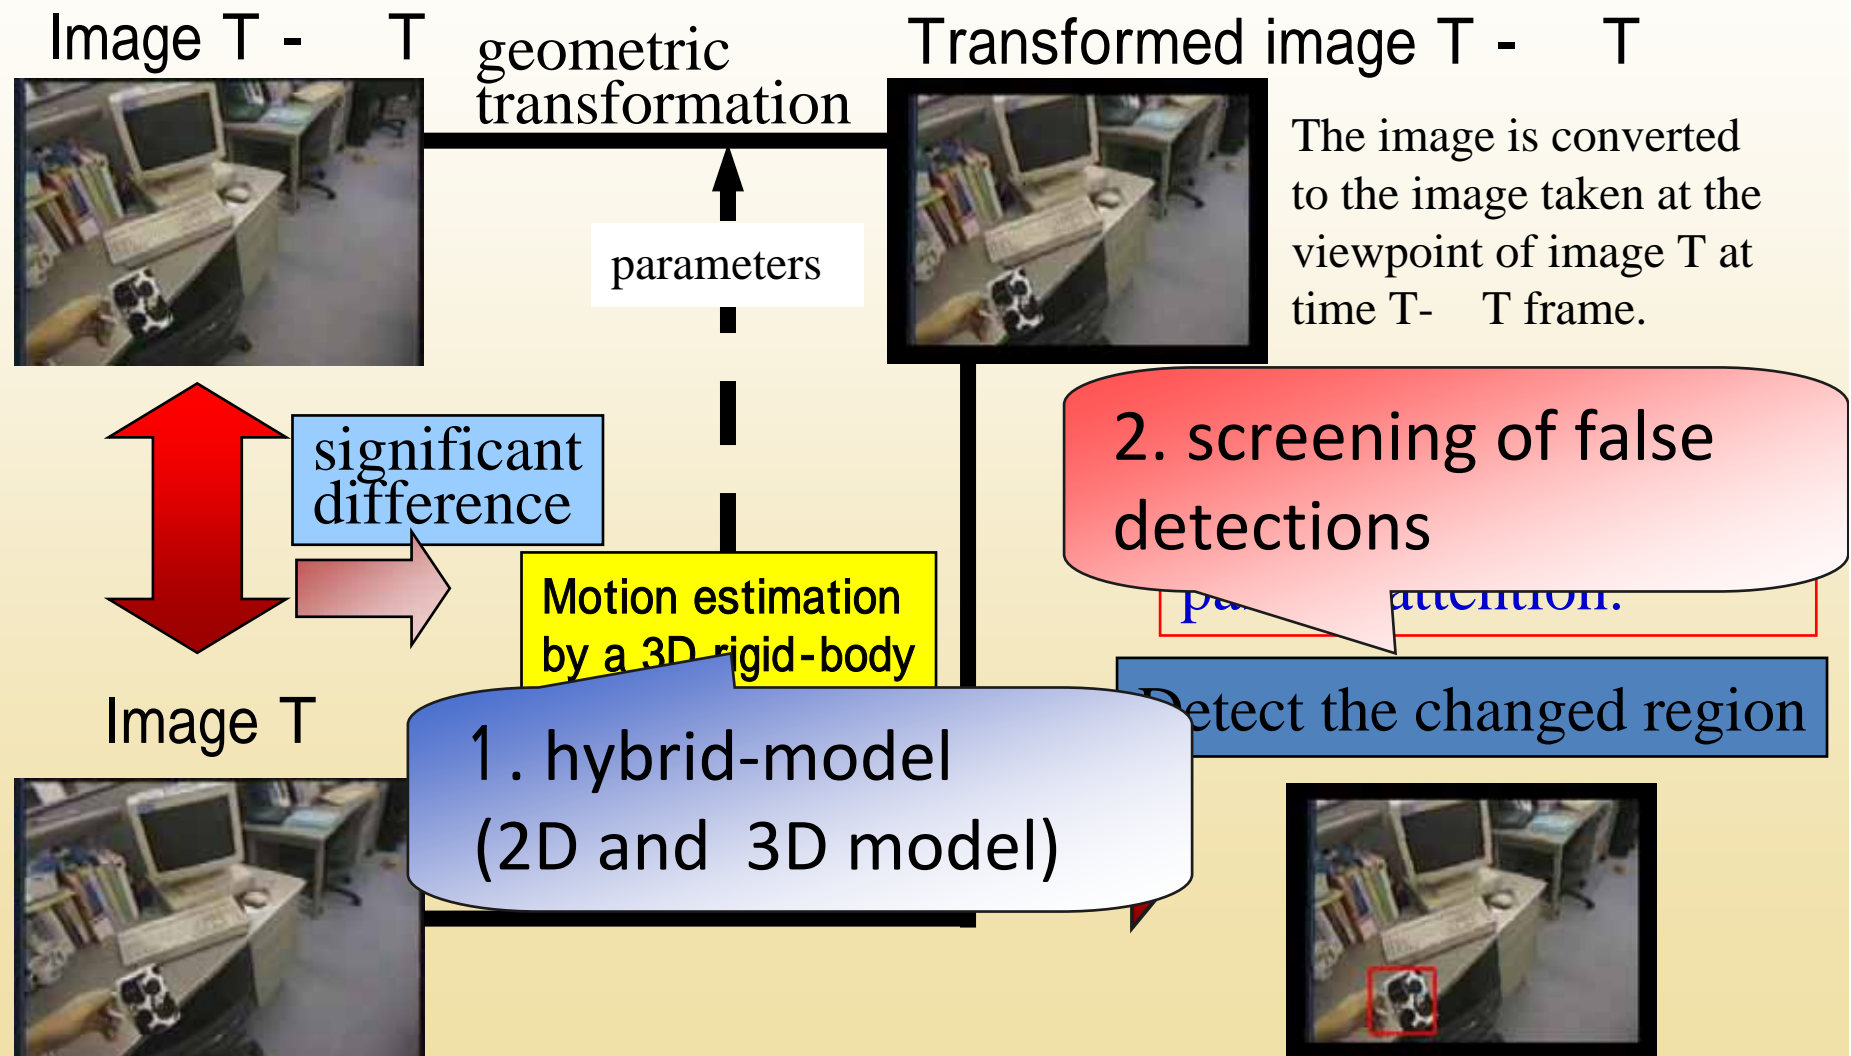 Image T -    T
geometric
transformation
Transformed image T -    T
The image is converted
to the image taken at the
viewpoint of image T at
time T-    T frame.
parameters
significant
difference
2. screening of false
detections
attention.
Motion estimation
by a 3D rigid-body
Image T
Detect the changed region
1. hybrid-model
(2D and  3D model)